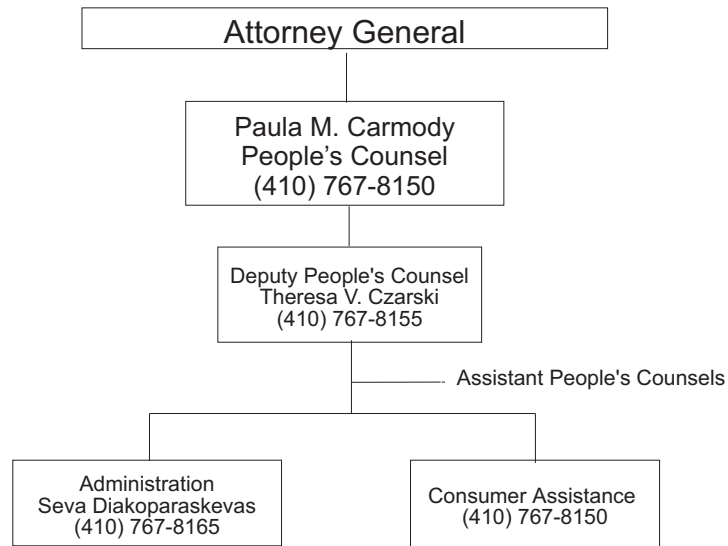 Attorney General
Paula M. Carmody
People’s Counsel
(410) 767-8150
Deputy People's Counsel
Theresa V. Czarski
(410) 767-8155
Assistant People's Counsels
Administration
Seva Diakoparaskevas
(410) 767-8165
Consumer Assistance
(410) 767-8150